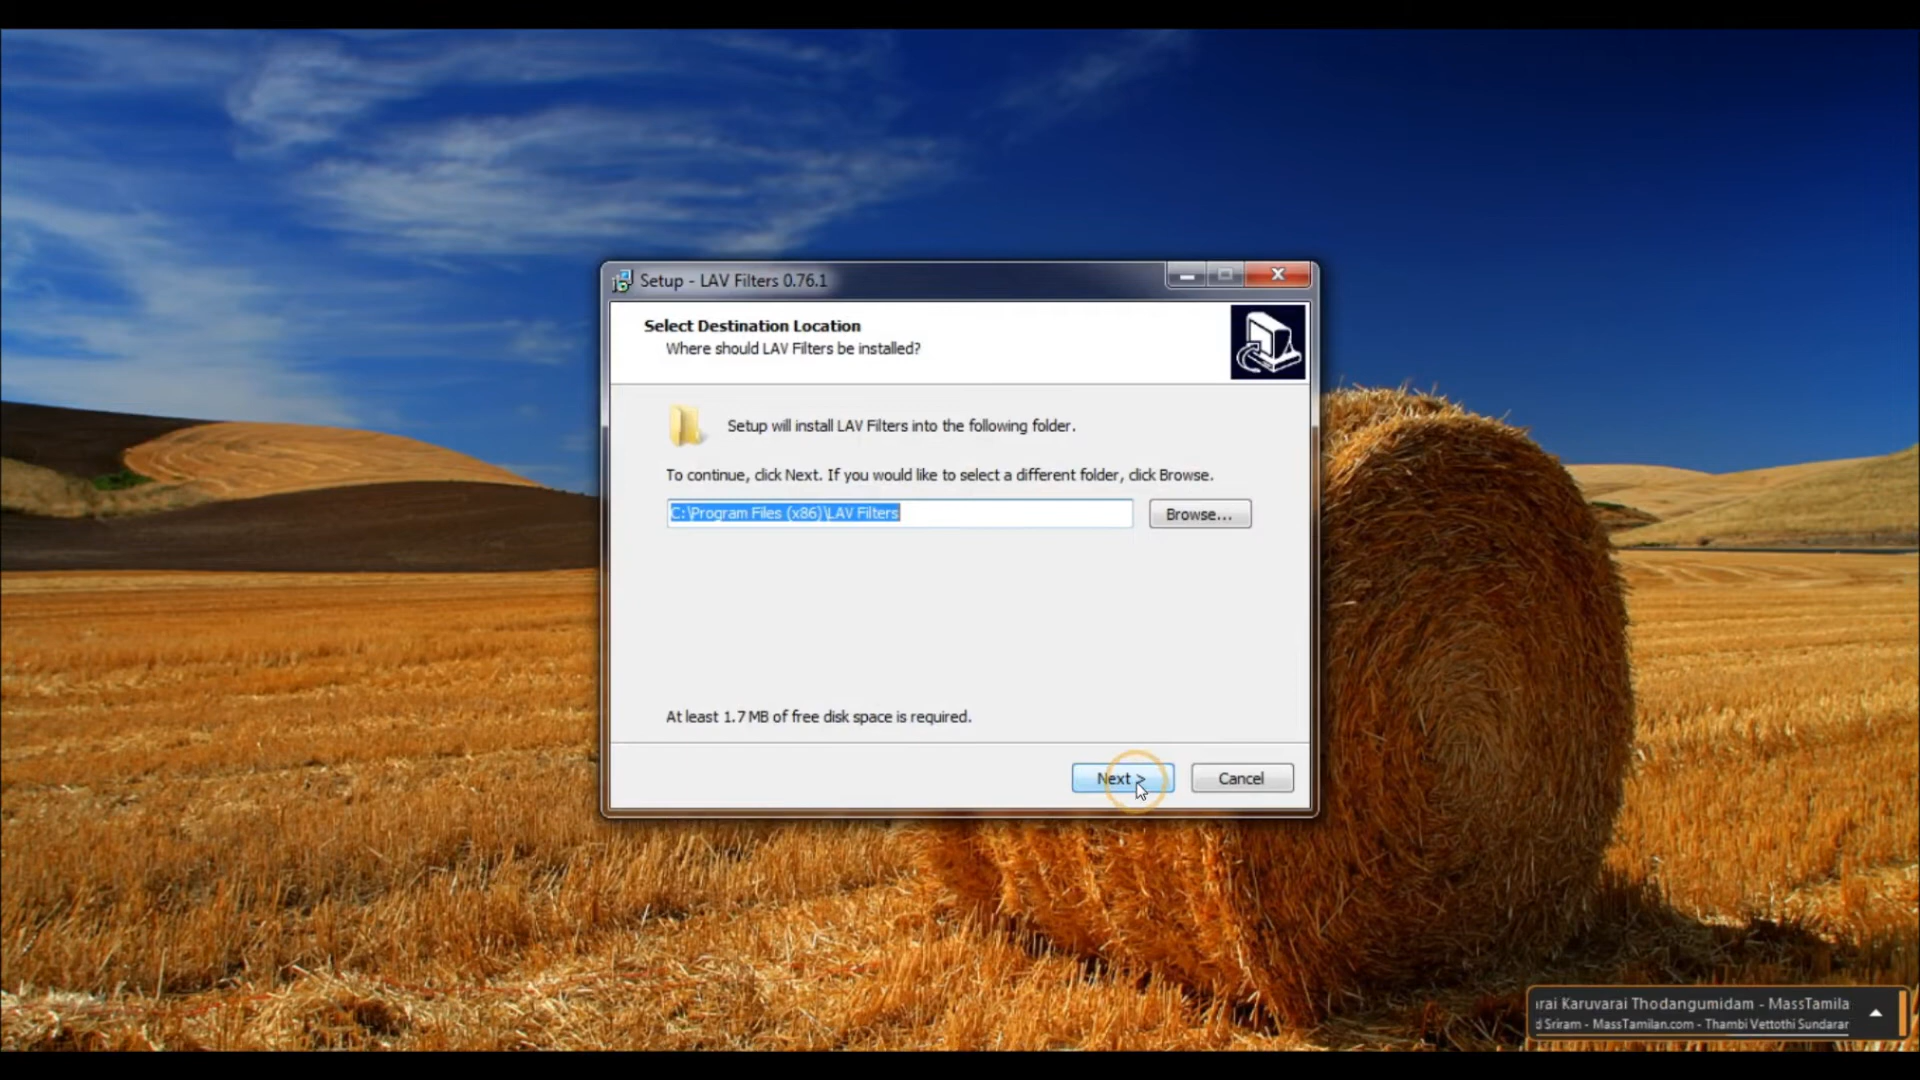 Setup - LAV Filters 0.76.1
Select Destination Location
Where should LAV Filters be installed?
Setup will install LAV Filters into the following folder.
To continue, click Next. If you would like to select a different folder, click Browse.
C:\Program Files (x86)\LAV Filters
Browse...
At least 1.7 MB of free disk space is required.
Next >
Cancel
Karuvarai Thodangumidam - MassTamila
Sriram - MassTamilan.com - Thambi Vettothi Sundarar